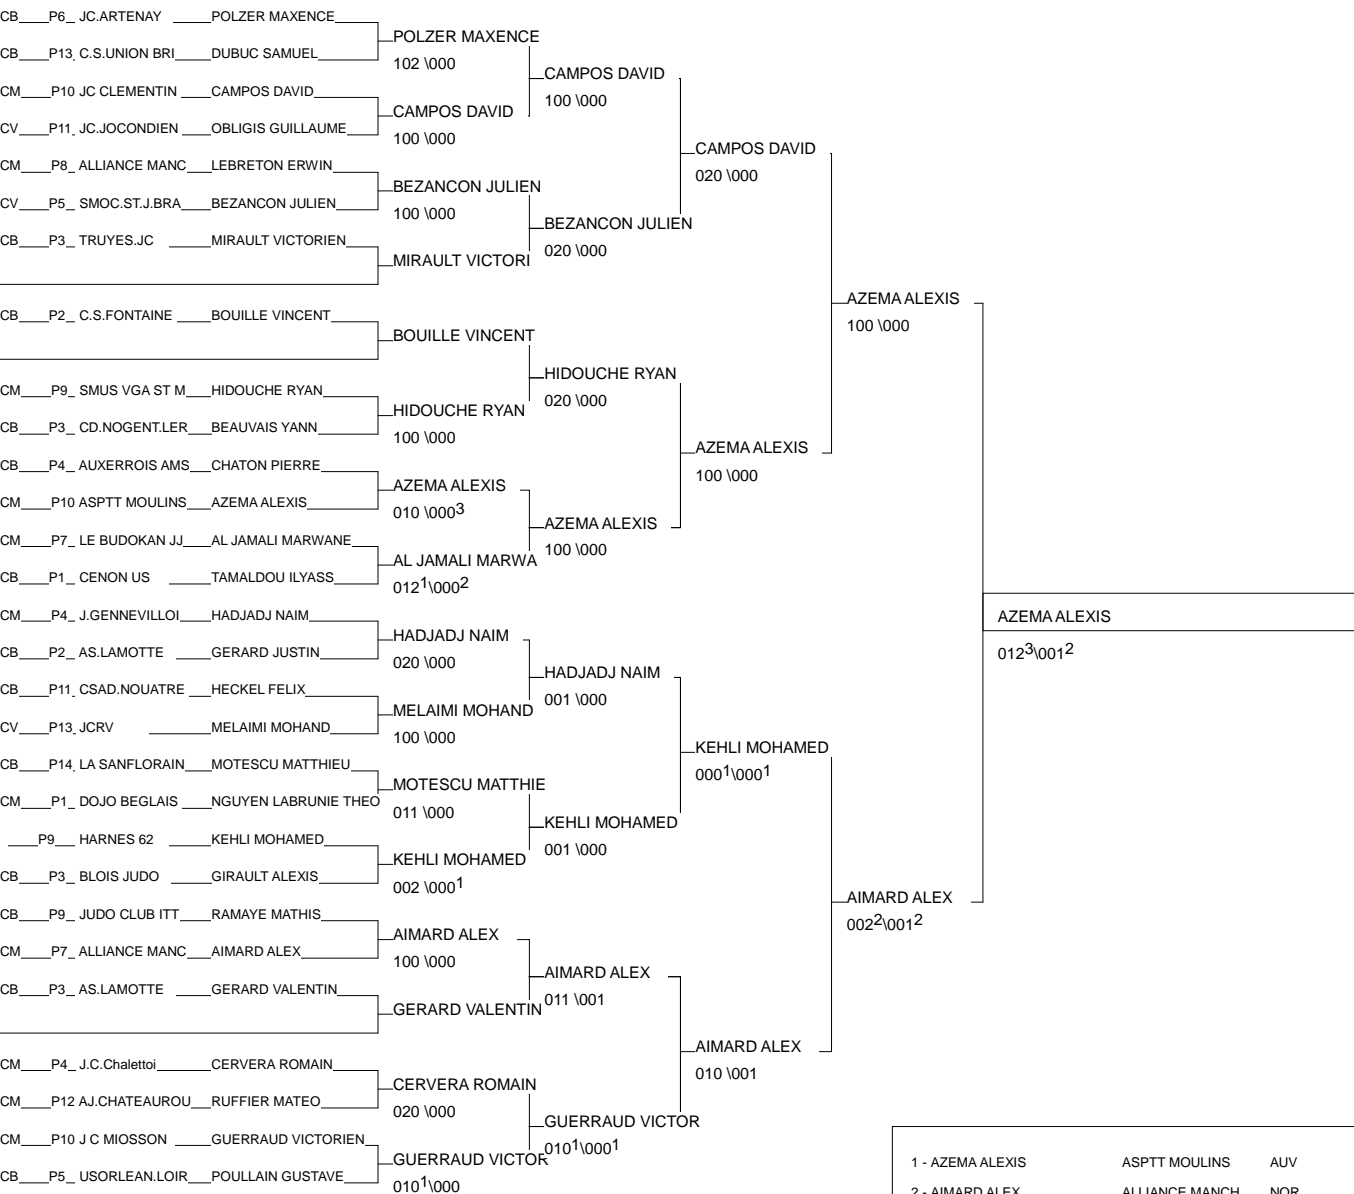 CB P6 JC.ARTENAY POLZER MAXENCE
POLZER MAXENCE
CB P13 C.S.UNION BRI DUBUC SAMUEL
102 \000
CAMPOS DAVID
CM P10 JC CLEMENTIN CAMPOS DAVID
100 \000
CAMPOS DAVID
CV P11 JC.JOCONDIEN OBLIGIS GUILLAUME
100 \000
CAMPOS DAVID
CM P8 ALLIANCE MANC LEBRETON ERWIN
020 \000
BEZANCON JULIEN
CV P5 SMOC.ST.J.BRA BEZANCON JULIEN
100 \000
BEZANCON JULIEN
CB P3 TRUYES.JC MIRAULT VICTORIEN
020 \000
MIRAULT VICTORI
AZEMA ALEXIS
CB P2 C.S.FONTAINE BOUILLE VINCENT
100 \000
BOUILLE VINCENT
HIDOUCHE RYAN
CM P9 SMUS VGA ST M HIDOUCHE RYAN
020 \000
HIDOUCHE RYAN
CB P3 CD.NOGENT.LER BEAUVAIS YANN
100 \000
AZEMA ALEXIS
CB P4 AUXERROIS AMS CHATON PIERRE
100 \000
AZEMA ALEXIS
CM P10 ASPTT MOULINS AZEMA ALEXIS
010 \0003
AZEMA ALEXIS
CM P7 LE BUDOKAN JJ AL JAMALI MARWANE
100 \000
AL JAMALI MARWA
CB P1 CENON US TAMALDOU ILYASS
0121\0002
CM P4 J.GENNEVILLOI HADJADJ NAIM
AZEMA ALEXIS
HADJADJ NAIM
CB P2 AS.LAMOTTE GERARD JUSTIN
0123\0012
020 \000
HADJADJ NAIM
CB P11 CSAD.NOUATRE HECKEL FELIX
001 \000
MELAIMI MOHAND
CV P13 JCRV MELAIMI MOHAND
100 \000
KEHLI MOHAMED
CB P14 LA SANFLORAIN MOTESCU MATTHIEU
0001\0001
MOTESCU MATTHIE
CM P1 DOJO BEGLAIS NGUYEN LABRUNIE THEO
011 \000
KEHLI MOHAMED
P9 HARNES 62 KEHLI MOHAMED
001 \000
KEHLI MOHAMED
CB P3 BLOIS JUDO GIRAULT ALEXIS
002 \0001
AIMARD ALEX
CB P9 JUDO CLUB ITT RAMAYE MATHIS
0022\0012
AIMARD ALEX
CM P7 ALLIANCE MANC AIMARD ALEX
100 \000
AIMARD ALEX
CB P3 AS.LAMOTTE GERARD VALENTIN
011 \001
GERARD VALENTIN
AIMARD ALEX
CM P4 J.C.Chalettoi CERVERA ROMAIN
010 \001
CERVERA ROMAIN
CM P12 AJ.CHATEAUROU RUFFIER MATEO
020 \000
GUERRAUD VICTOR
CM P10 J C MIOSSON GUERRAUD VICTORIEN
0101\0001
GUERRAUD VICTOR
1 - AZEMA ALEXIS ASPTT MOULINS AUV
CB P5 USORLEAN.LOIR POULLAIN GUSTAVE
0101\000
2 - AIMARD ALEX ALLIANCE MANCH NOR